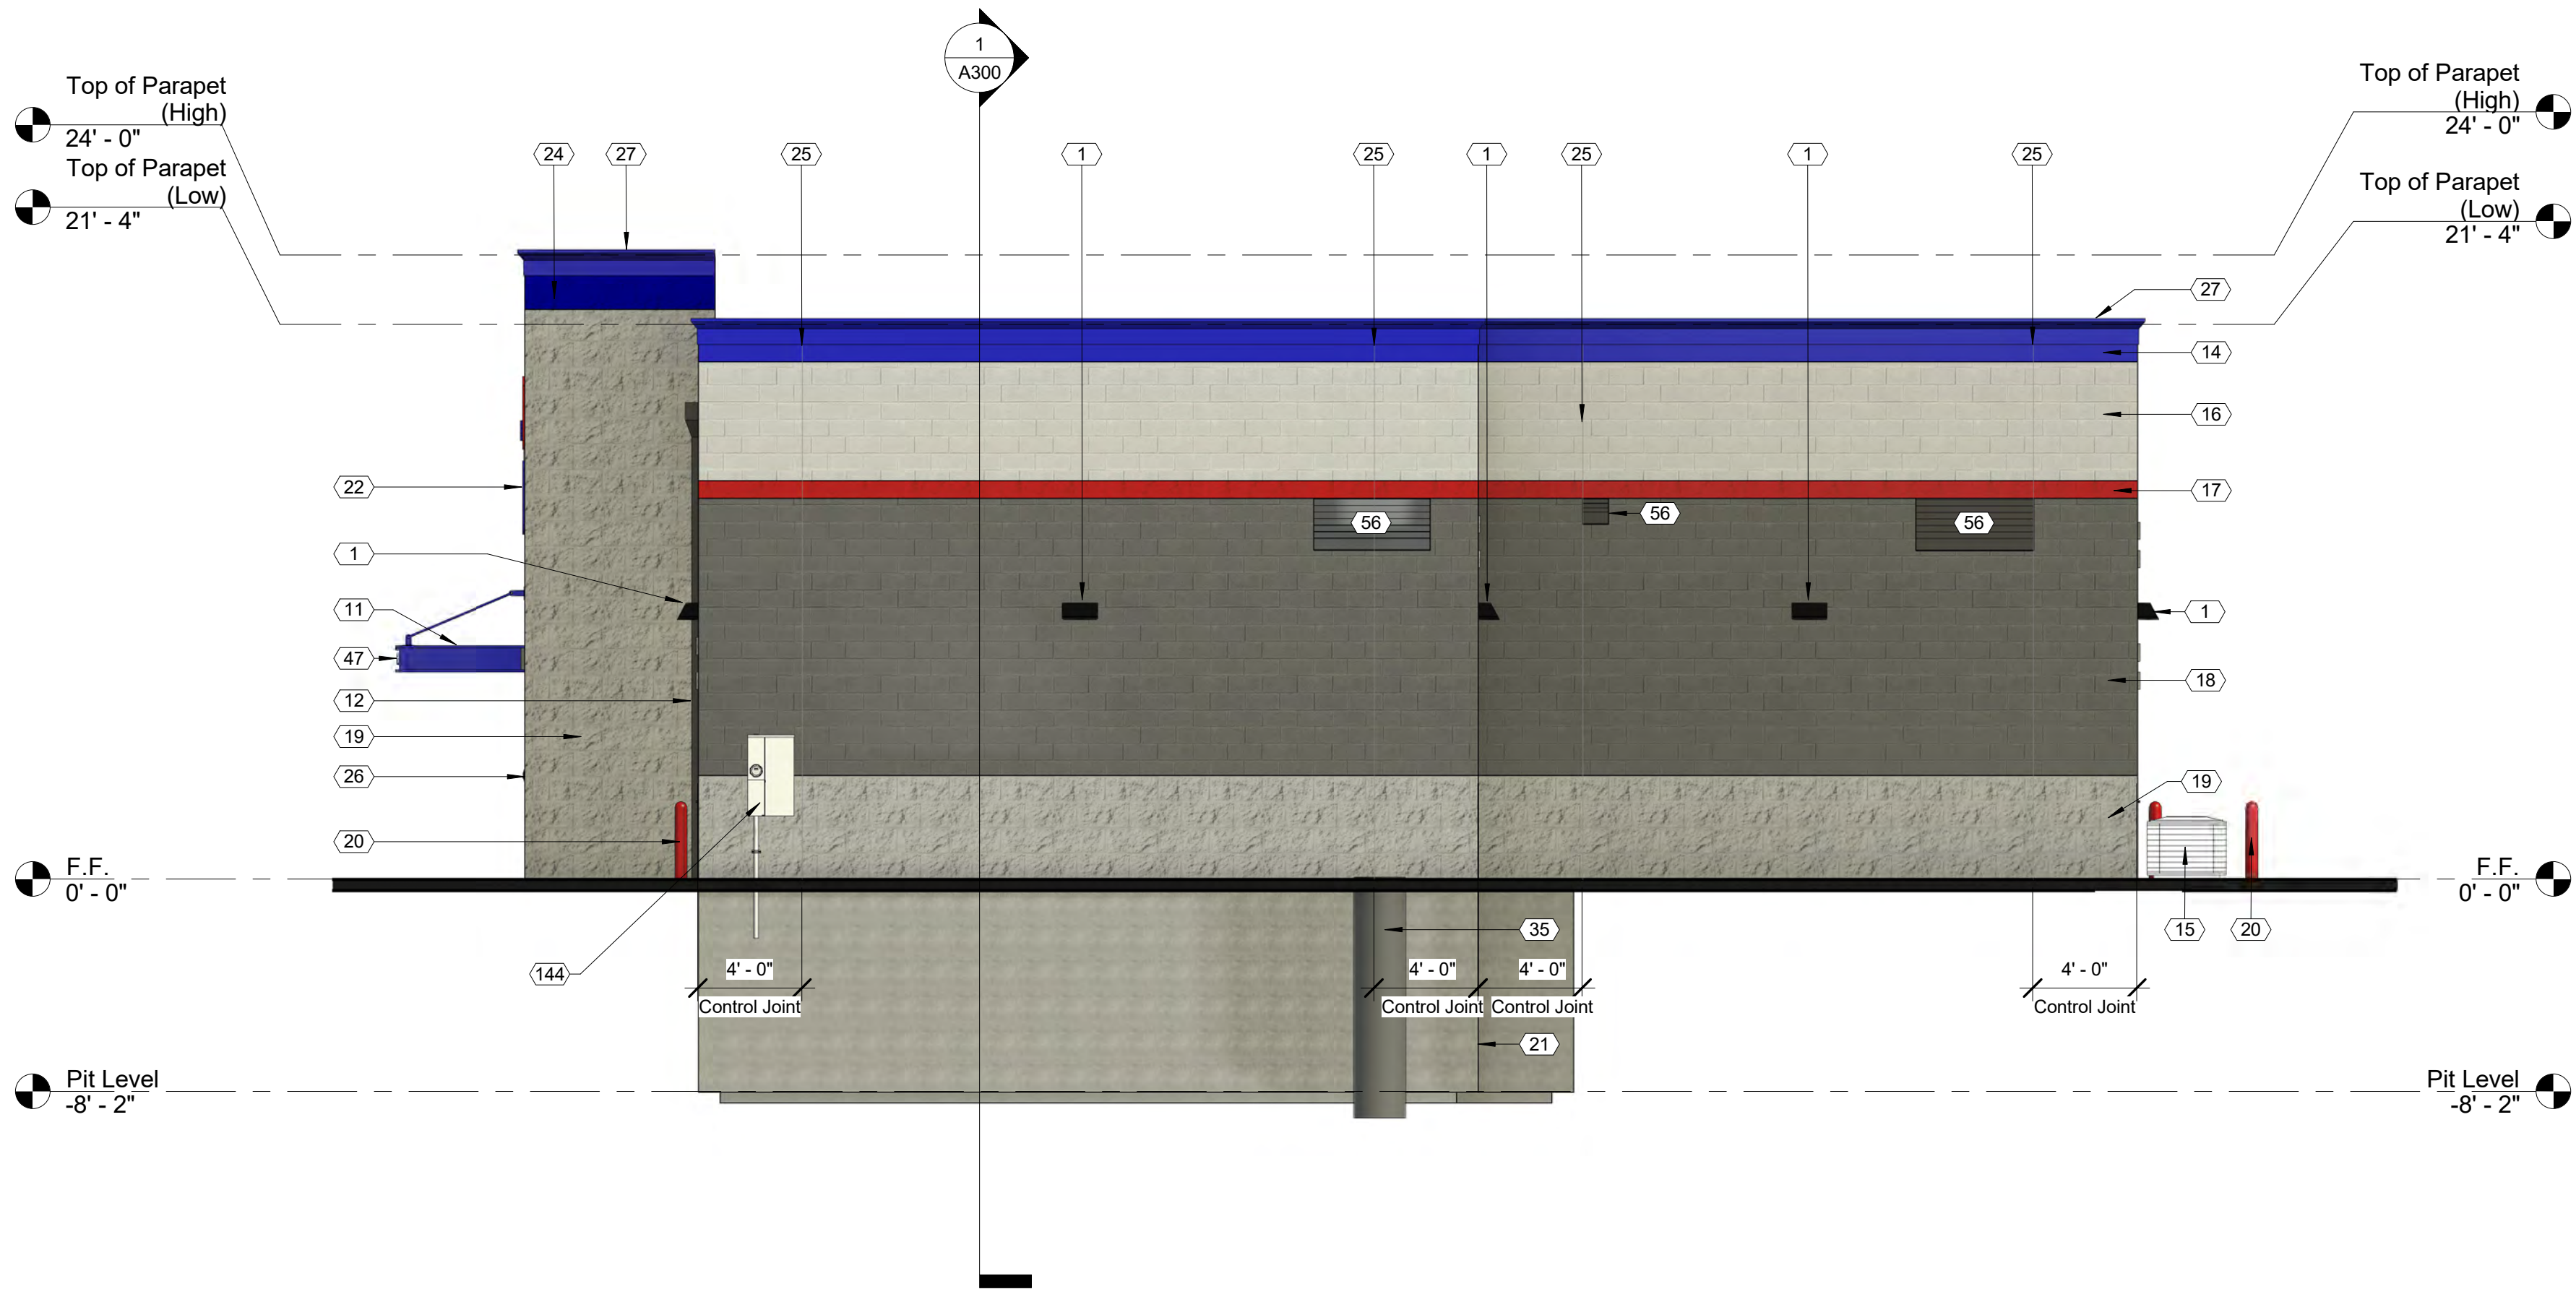 1
A300
Top of Parapet
(High)
24' - 0"
Top of Parapet
(Low)
21' - 4"
Top of Parapet
(High)
24' - 0"
Top of Parapet
(Low)
21' - 4"
24
27
25
1
25
1
25
1
25
27
14
16
22
17
56
56
56
1
11
1
47
18
12
19
26
19
20
F.F.
0' - 0"
F.F.
0' - 0"
35
15
20
144
4' - 0"
Control Joint
4' - 0"
Control Joint
4' - 0"
Control Joint
4' - 0"
Control Joint
21
Pit Level
-8' - 2"
Pit Level
-8' - 2"